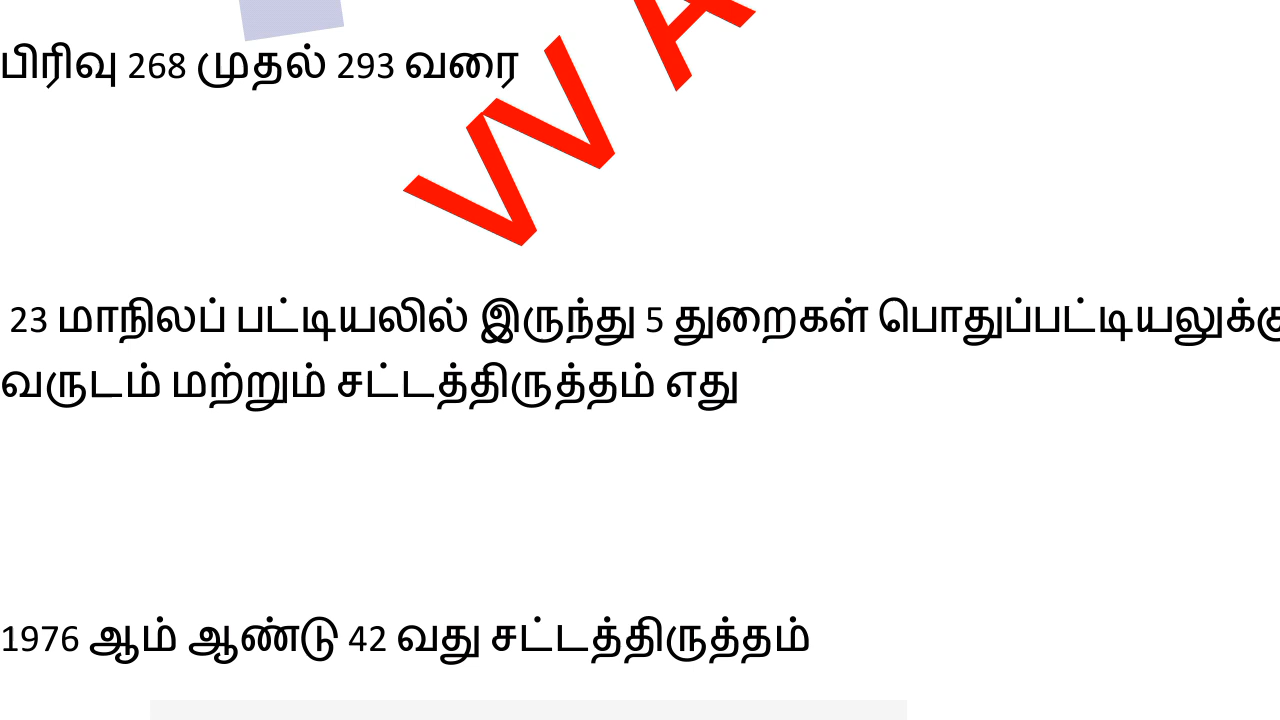 பிரிவு 268 முதல் 293 வரை
W A
23 மாநிலப் பட்டியலில் இருந்து 5 துறைகள் பொதுப்பட்டியலுக்கு
வருடம் மற்றும் சட்டத்திருத்தம் எது
1976 ஆம் ஆண்டு 42 வது சட்டத்திருத்தம்